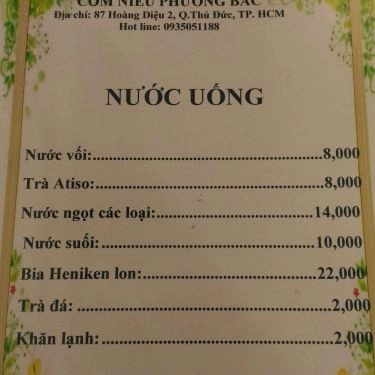 CƠM NIÊU PHƯƠNG BẮC
Địa chỉ: 87 Hoàng Diệu 2, Q.Thủ Đức, TP. HCM
Hot line: 0935051188
NƯỚC UỐNG
Nước vối:........................................8,000
Trà Atiso:........................................8,000
Nước ngọt các loại:............................14,000
Nước suối:......................................10,000
Bia Heniken lon:..............................22,000
Trà đá:..........................................2,000
Khăn lạnh:......................................2,000